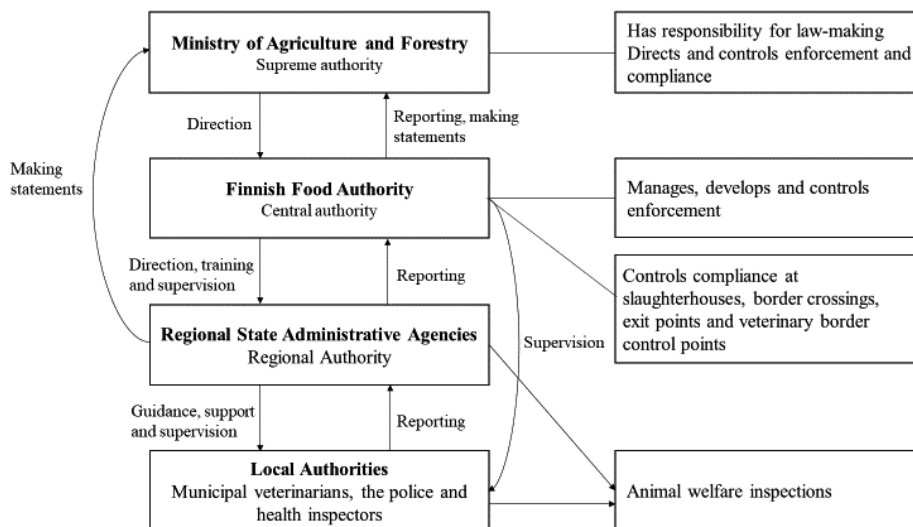 Ministry of Agriculture and Forestry
Supreme authority
Has responsibility for law-making
Directs and controls enforcement and
compliance
Direction
Reporting, making
statements
Making
statements
Finnish Food Authority
Central authority
Manages, develops and controls
enforcement
Direction, training
and supervision
Reporting
Controls compliance at
slaughterhouses, border crossings,
exit points and veterinary border
control points
Regional State Administrative Agencies
Regional Authority
Supervision
Guidance, support
and supervision
Reporting
Local Authorities
Municipal veterinarians, the police and
health inspectors
Animal welfare inspections